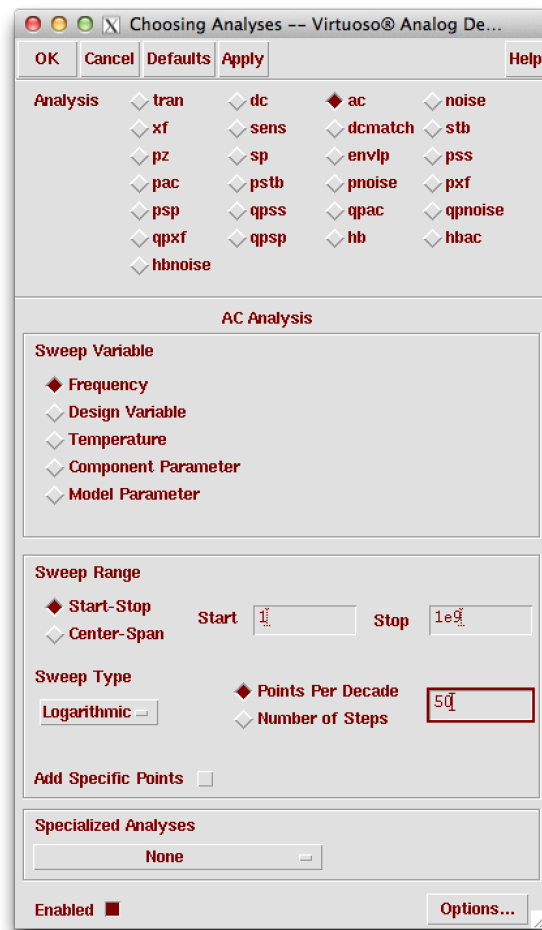 X Choosing Analyses -- Virtuoso® Analog De...
OK Cancel Defaults Apply Help
Analysis tran dc ac noise
xf sens dcmatch stb
pz sp envlp pss
pac pstb pnoise pxf
psp qpss qpac qpnoise
qpxf qpsp hb hbac
hbnoise
AC Analysis
Sweep Variable
Frequency
Design Variable
Temperature
Component Parameter
Model Parameter
Sweep Range
Start-Stop Start 1 Stop 1e9
Center-Span
Sweep Type
Points Per Decade 50
Logarithmic
Number of Steps
Add Specific Points
Specialized Analyses
None
Enabled Options...